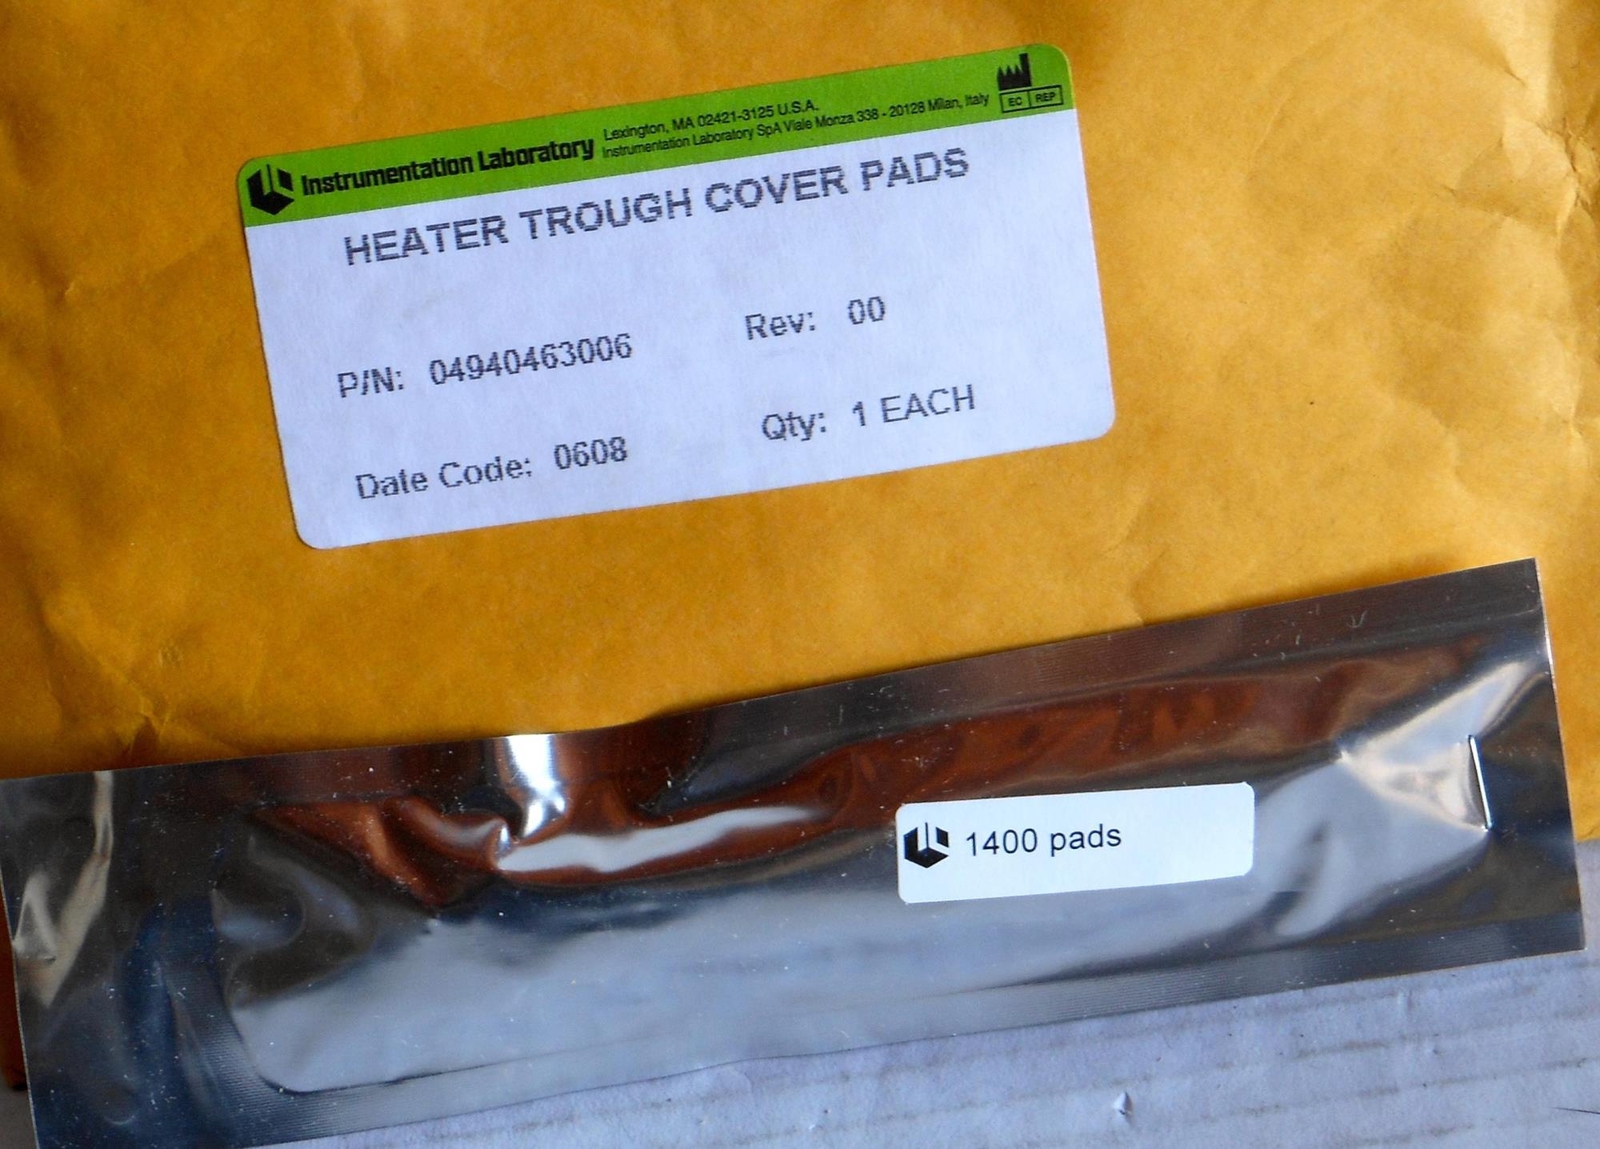 Instrumentation Laboratory
Lexington, MA 02421-3125 U.S.A.
Instrumentation Laboratory SpA Viale Monza 338 - 20128 Milan, Italy
EC REP
HEATER TROUGH COVER PADS
P/N: 04940463006 Rev: 00
Date Code: 0608 Qty: 1 EACH
1400 pads